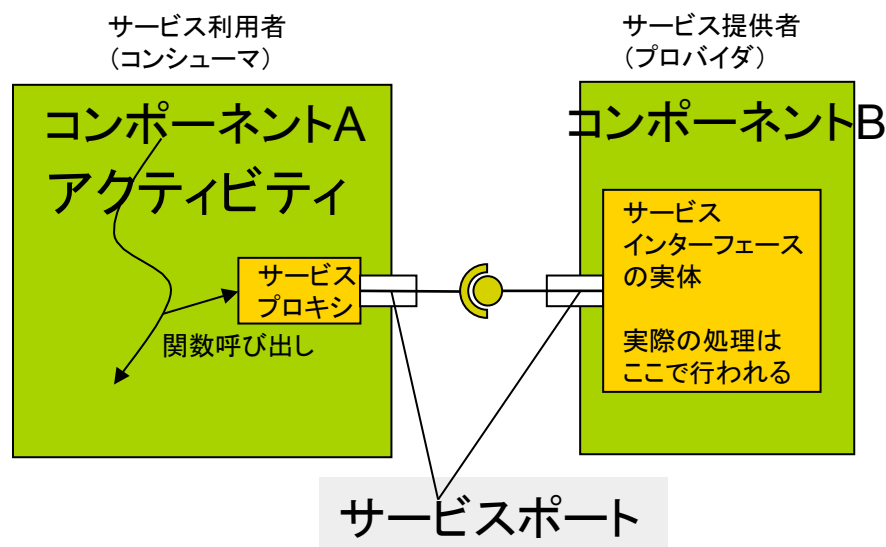 サービス利用者
（コンシューマ）
サービス提供者
（プロバイダ）
コンポーネントA
アクティビティ
サービス
プロキシ
関数呼び出し
コンポーネントB
サービス
インターフェース
の実体
実際の処理は
ここで行われる
サービスポート